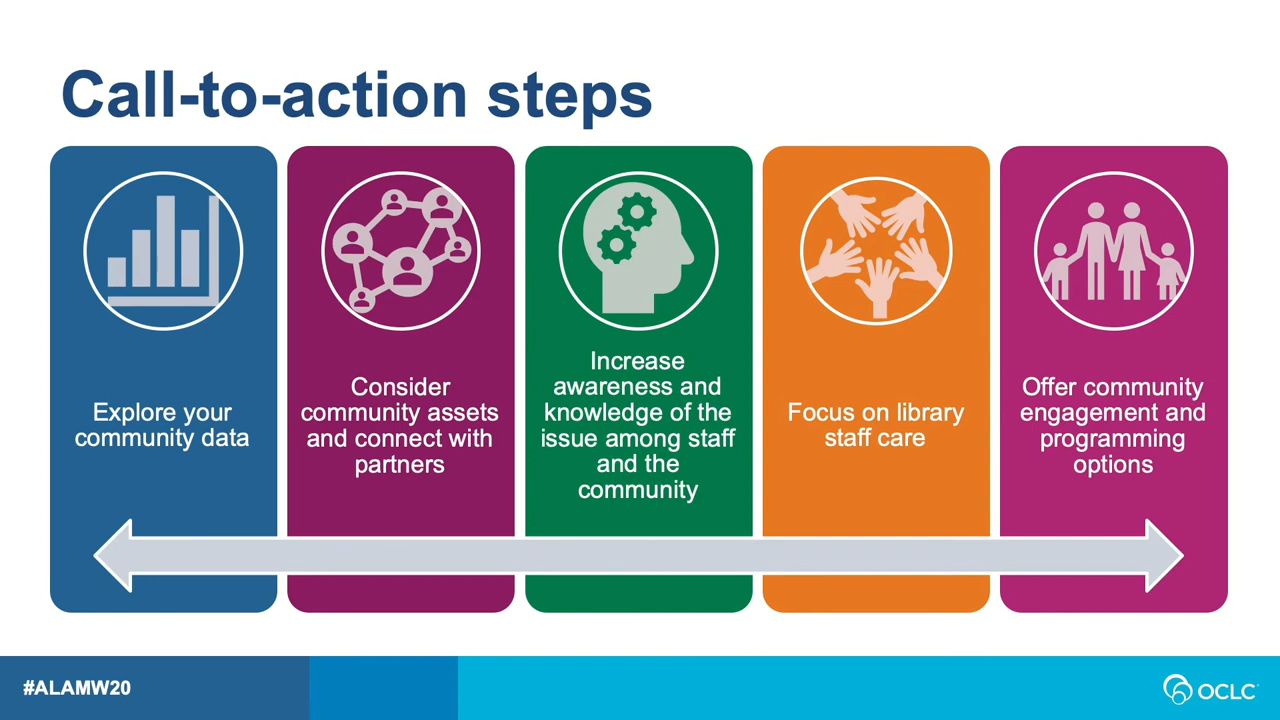 Call-to-action steps
Explore your
community data
Consider
community assets
and connect with
partners
Increase
awareness and
knowledge of the
issue among staff
and the
community
Focus on library
staff care
Offer community
engagement and
programming
options
#ALAMW20
OCLC